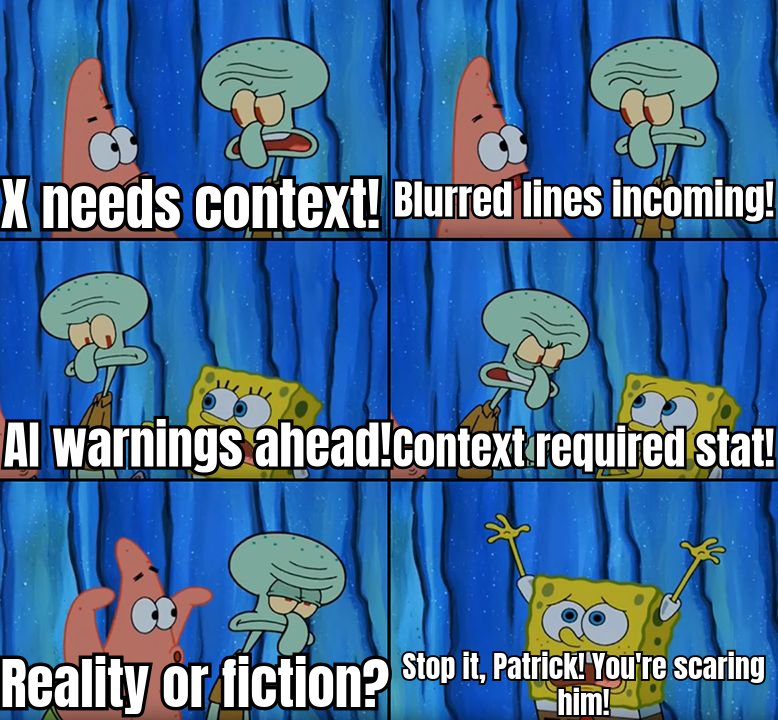 X needs context!
Blurred lines incoming!
AI warnings ahead!
Context required stat!
Reality or fiction?
Stop it, Patrick! You're scaring
him!